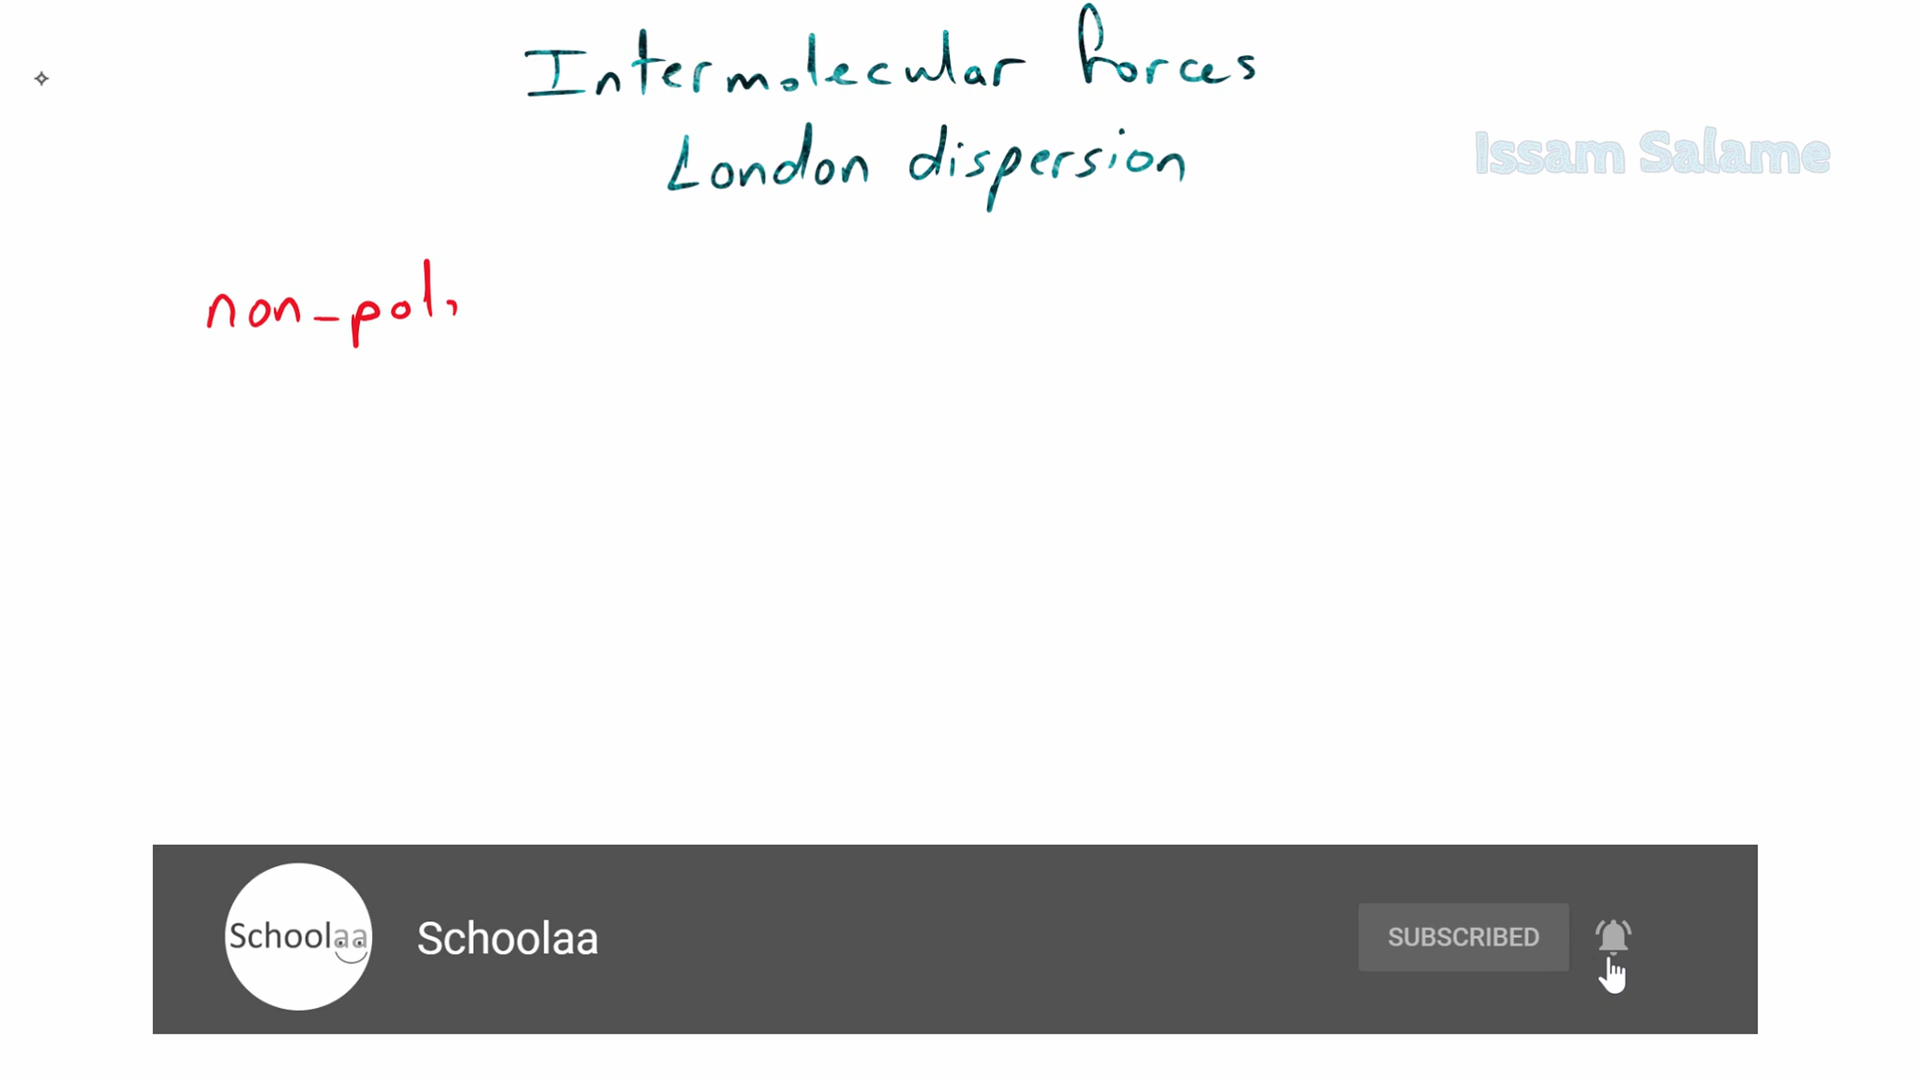 Intermolecular forces
London dispersion
Issam Salame
non-pol
Schoolaa
Schoolaa
SUBSCRIBED